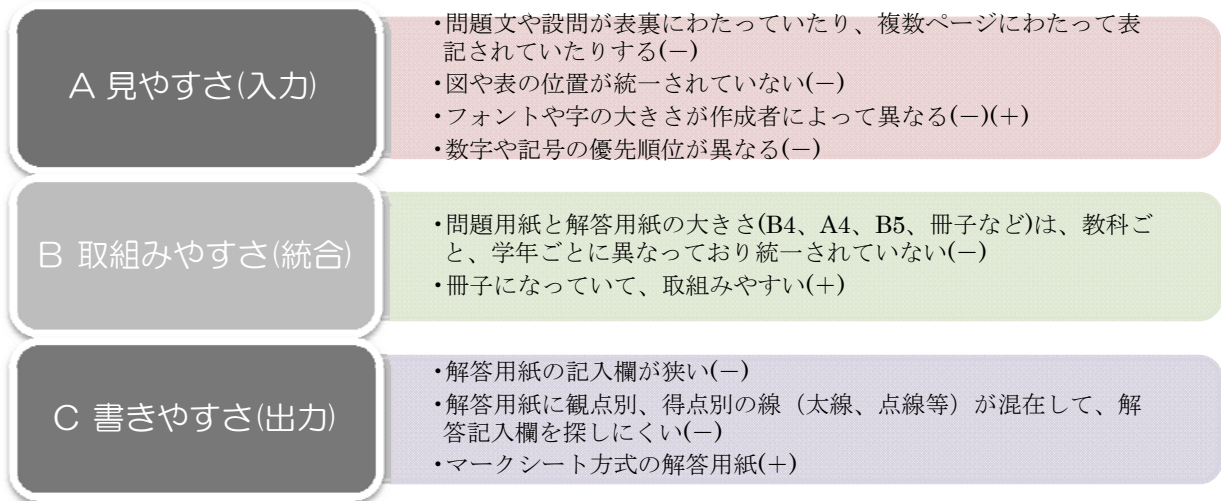 A 見やすさ(入力)
・問題文や設問が表裏にわたっていたり、複数ページにわたって表
記されていたりする(－)
・図や表の位置が統一されていない(－)
・フォントや字の大きさが作成者によって異なる(－)(＋)
・数字や記号の優先順位が異なる(－)
B 取組みやすさ(統合)
・問題用紙と解答用紙の大きさ(B4、A4、B5、冊子など)は、教科ご
と、学年ごとに異なっており統一されていない(－)
・冊子になっていて、取組みやすい(＋)
C 書きやすさ(出力)
・解答用紙の記入欄が狭い(－)
・解答用紙に観点別、得点別の線（太線、点線等）が混在して、解
答記入欄を探しにくい(－)
・マークシート方式の解答用紙(＋)